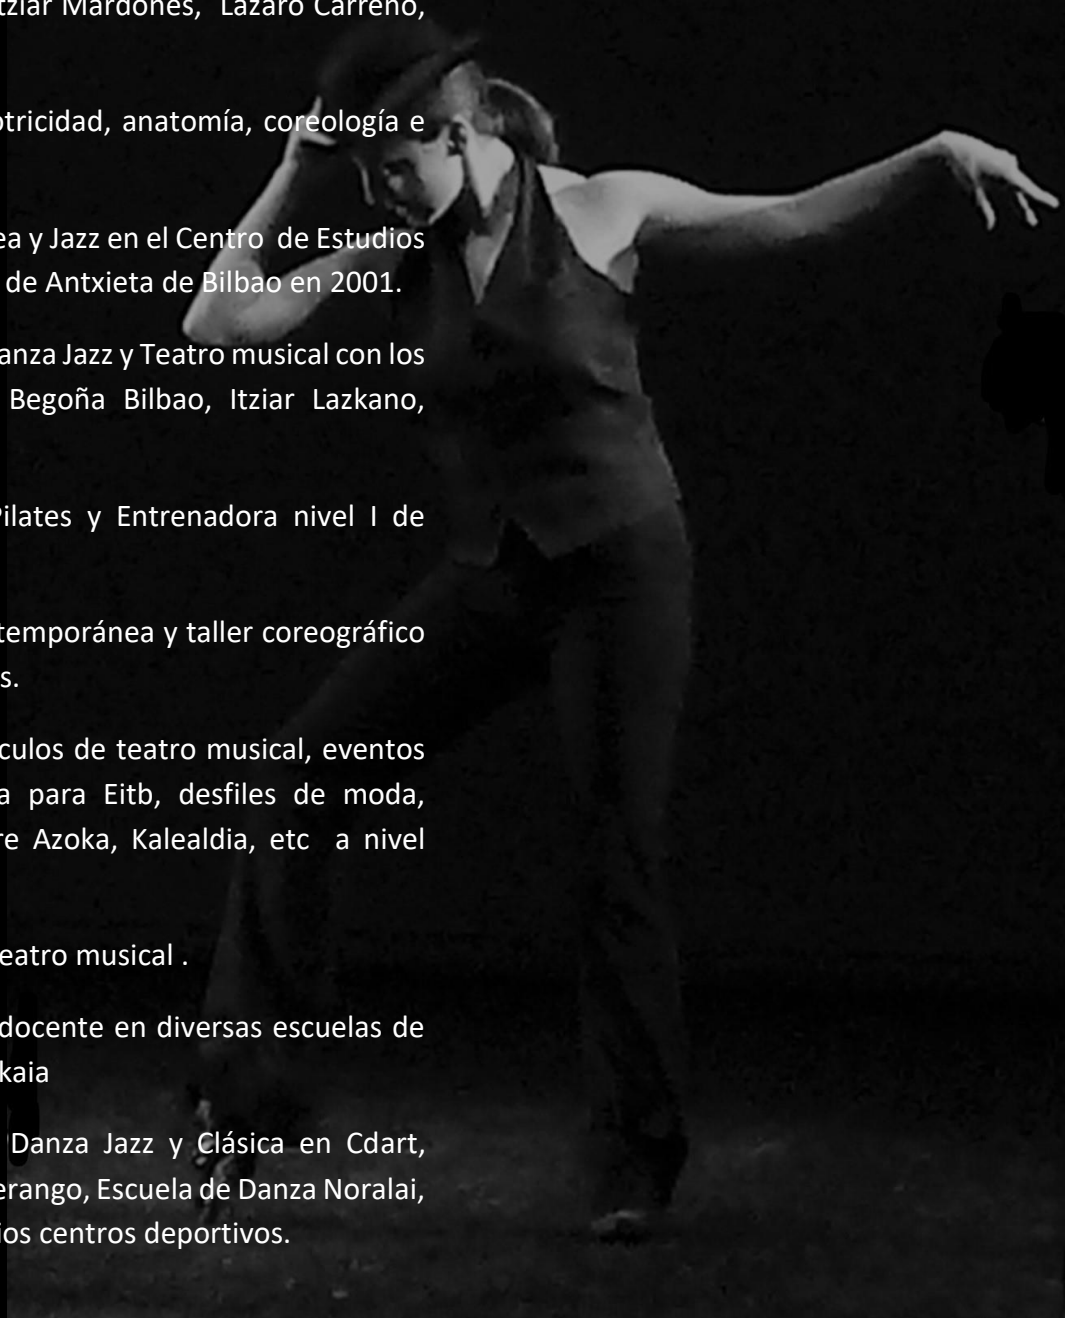 tziar Mardones, Lazaro Carreño,
otricidad, anatomía, coreología e
ea y Jazz en el Centro de Estudios
de Antxieta de Bilbao en 2001.
anza Jazz y Teatro musical con los
Begoña Bilbao, Itziar Lazkano,
Pilates y Entrenadora nivel I de
temporánea y taller coreográfico
s.
culos de teatro musical, eventos
a para Eitb, desfiles de moda,
re Azoka, Kalealdia, etc a nivel
eatro musical .
docente en diversas escuelas de
kaia
Danza Jazz y Clásica en Cdart,
erango, Escuela de Danza Noralai,
ios centros deportivos.